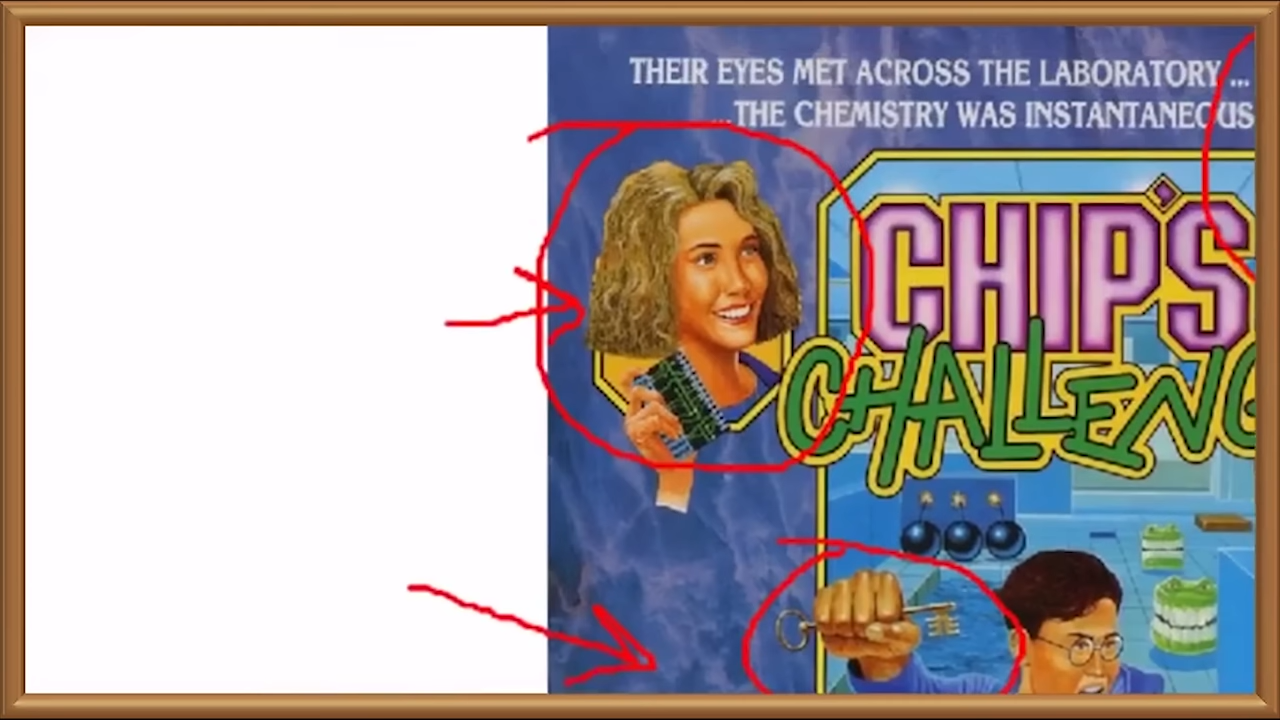 THEIR EYES MET ACROSS THE LABORATORY ...
...THE CHEMISTRY WAS INSTANTANEOUS
CHIP'S
CHALLENG